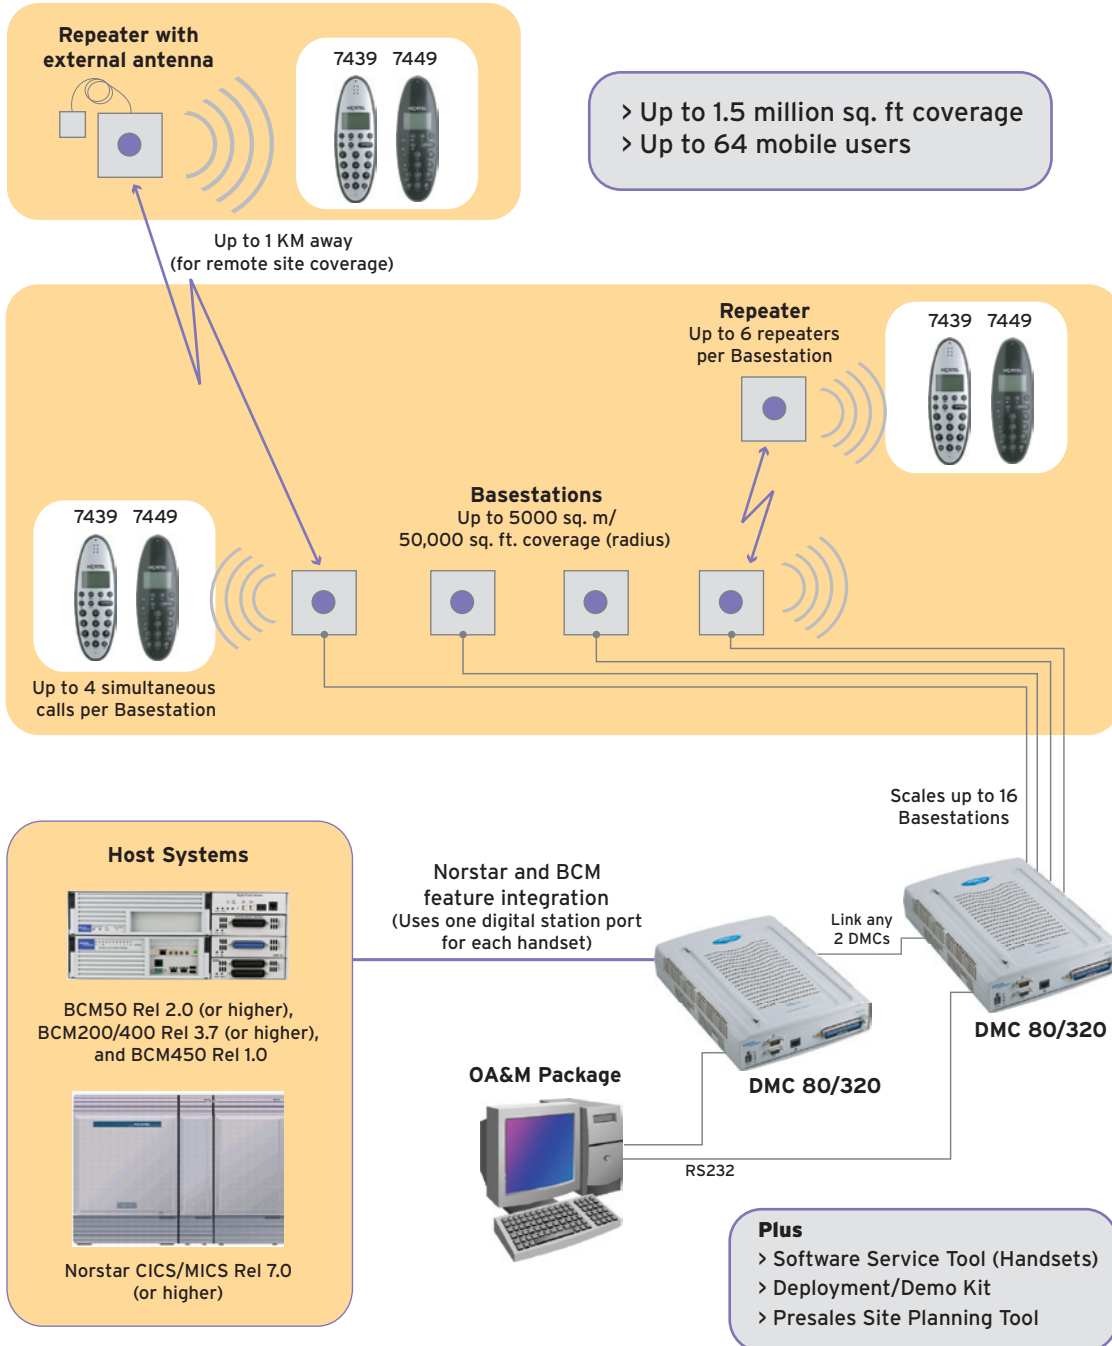 Repeater with
external antenna
7439 7449
> Up to 1.5 million sq. ft coverage
> Up to 64 mobile users
Up to 1 KM away
(for remote site coverage)
Repeater
Up to 6 repeaters
per Basestation
7439 7449
Basestations
Up to 5000 sq. m/
50,000 sq. ft. coverage (radius)
7439 7449
Up to 4 simultaneous
calls per Basestation
Scales up to 16
Basestations
Host Systems
BCM50 Rel 2.0 (or higher),
BCM200/400 Rel 3.7 (or higher),
and BCM450 Rel 1.0
Norstar CICS/MICS Rel 7.0
(or higher)
Norstar and BCM
feature integration
(Uses one digital station port
for each handset)
Link any
2 DMCs
DMC 80/320
DMC 80/320
OA&M Package
RS232
Plus
> Software Service Tool (Handsets)
> Deployment/Demo Kit
> Presales Site Planning Tool